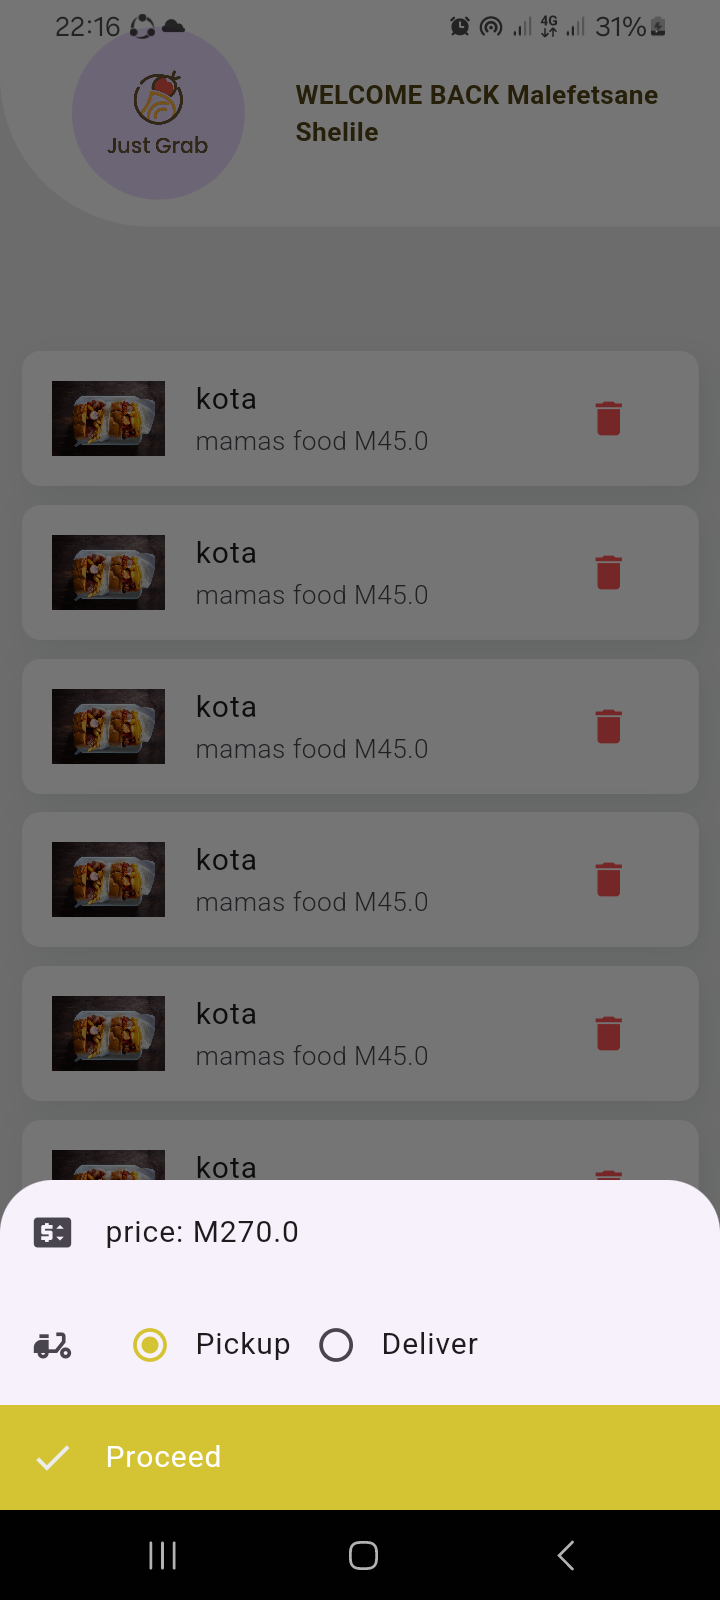 22:16
4G
31%
Just Grab
WELCOME BACK Malefetsane
Shelile
kota
mamas food M45.0
kota
mamas food M45.0
kota
mamas food M45.0
kota
mamas food M45.0
kota
mamas food M45.0
kota
price: M270.0
Pickup
Deliver
Proceed